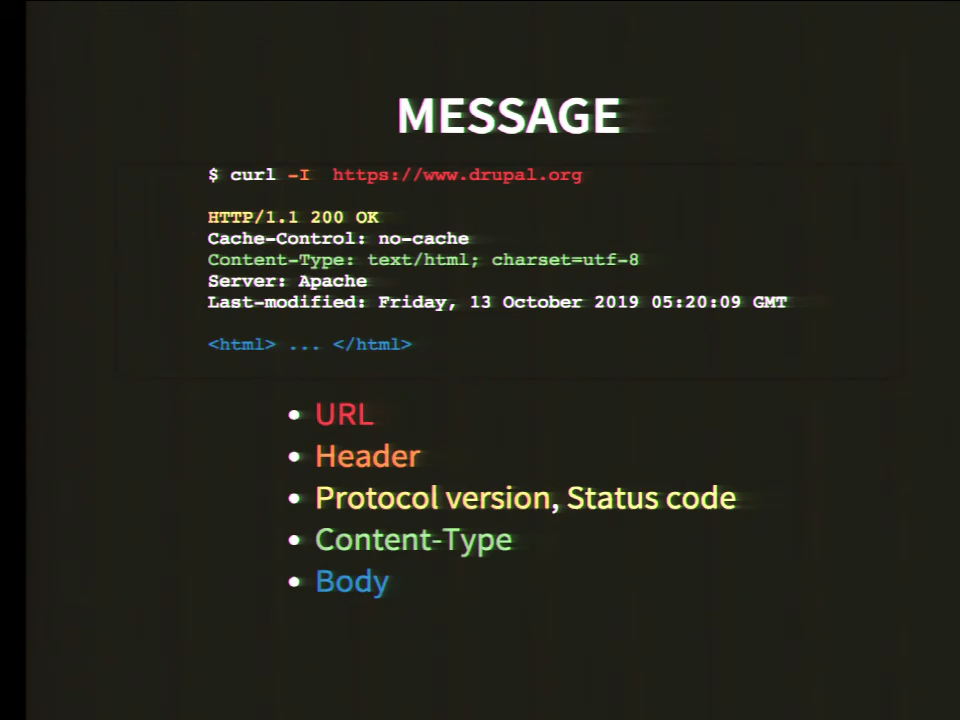 MESSAGE
$ curl -I  https://www.drupal.org
HTTP/1.1 200 OK
Cache-Control: no-cache
Content-Type: text/html; charset=utf-8
Server: Apache
Last-modified: Friday, 13 October 2019 05:20:09 GMT
<html> ... </html>
• URL
• Header
• Protocol version, Status code
• Content-Type
• Body